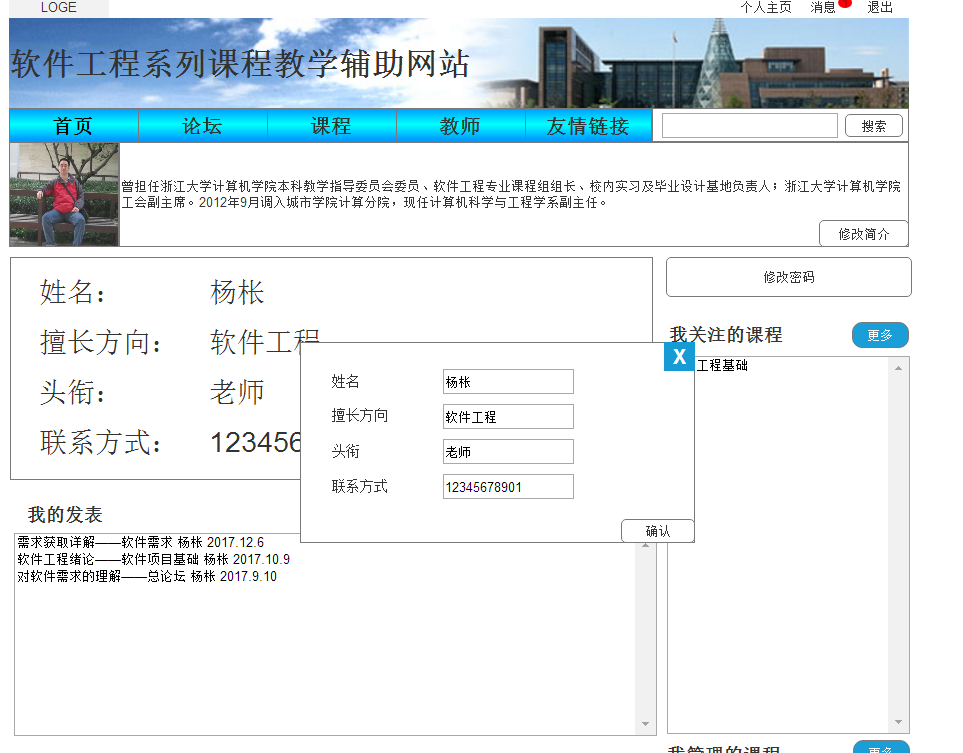 LOGE
个人主页 消息 退出
软件工程系列课程教学辅助网站
首页 论坛 课程 教师 友情链接 搜索
曾担任浙江大学计算机学院本科教学指导委员会委员、软件工程专业课程组组长、校内实习及毕业设计基地负责人；浙江大学计算机学院
工会副主席。2012年9月调入城市学院计算分院，现任计算机科学与工程学系副主任。
修改简介
姓名： 杨枨
修改密码
擅长方向： 软件工程
我关注的课程 更多
X
工程基础
头衔： 老师
联系方式： 123456
姓名 杨枨
擅长方向 软件工程
头衔 老师
联系方式 12345678901
确认
我的发表
需求获取详解——软件需求 杨枨 2017.12.6
软件工程绪论——软件项目基础 杨枨 2017.10.9
对软件需求的理解——总论坛 杨枨 2017.9.10
我管理的课程 更多